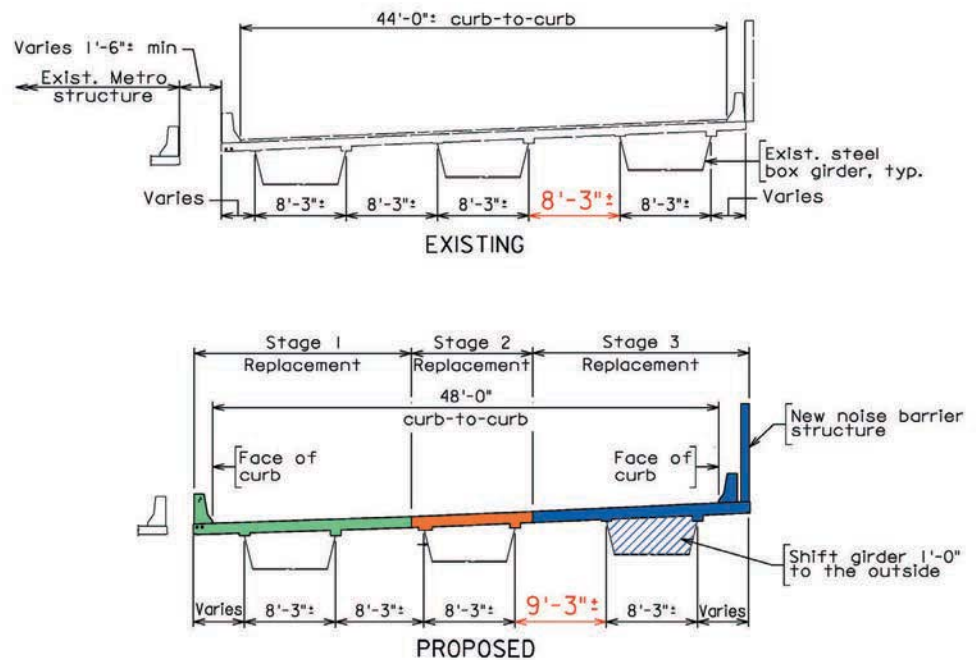 44'-0"± curb-to-curb
Varies 1'-6"± min
Exist. Metro
structure
Exist. steel
box girder, typ.
Varies
8'-3"±
8'-3"±
8'-3"±
8'-3"±
8'-3"±
Varies
EXISTING
Stage 1
Replacement
Stage 2
Replacement
Stage 3
Replacement
48'-0"
curb-to-curb
New noise barrier
structure
Face of
curb
Face of
curb
Shift girder 1'-0"
to the outside
Varies
8'-3"±
8'-3"±
8'-3"±
9'-3"±
8'-3"±
Varies
PROPOSED